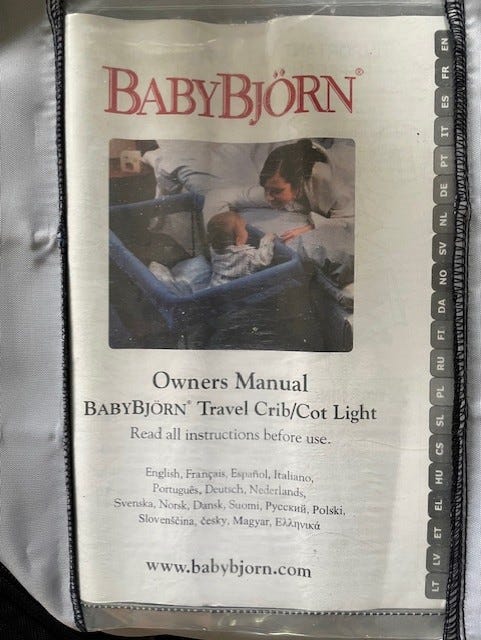 BABYBJÖRN®
Owners Manual
BABYBJÖRN® Travel Crib/Cot Light
Read all instructions before use.
English, Français, Español, Italiano,
Português, Deutsch, Nederlands,
Svenska, Norsk, Dansk, Suomi, Русский, Polski,
Slovenščina, česky, Magyar, Ελληνικά
www.babybjorn.com
EN
FR
ES
IT
PT
DE
NL
SV
NO
DA
FI
RU
PL
SL
CS
HU
EL
ET
LV
LT